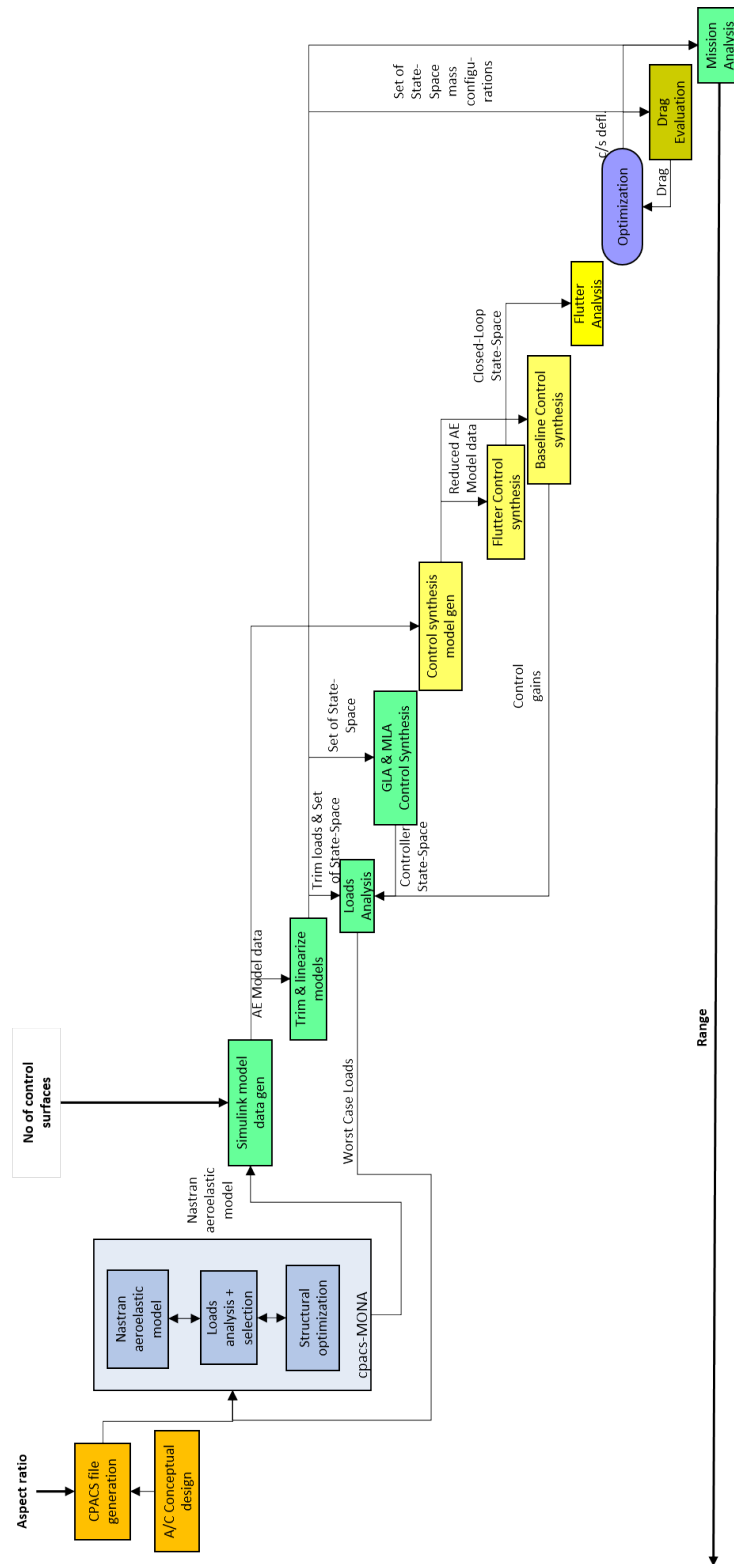 Aspect ratio
CPACS file
generation
A/C Conceptual
design
Nastran
aeroelastic
model
Loads
analysis +
selection
Structural
optimization
cpacs-MONA
Nastran
aeroelastic
model
No of control
surfaces
Simulink model
data gen
AE Model data
Trim & linearize
models
Trim loads & Set
of State-Space
Loads
Analysis
Worst Case Loads
Set of State-
Space
GLA & MLA
Control Synthesis
Controller
State-Space
Control synthesis
model gen
Reduced AE
Model data
Flutter Control
synthesis
Baseline Control
synthesis
Control
gains
Closed-Loop
State-Space
Flutter
Analysis
Optimization
c/s defl.
Drag
Drag
Evaluation
Set of
State-
Space
mass
configu-
rations
Mission
Analysis
Range